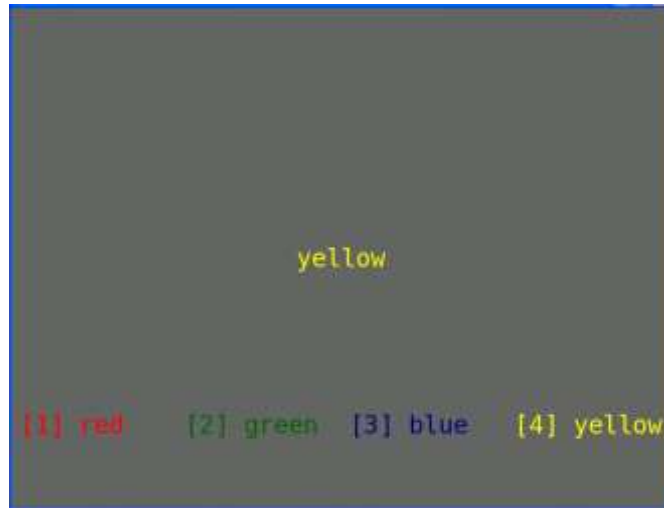 yellow
[1] red [2] green [3] blue [4] yellow